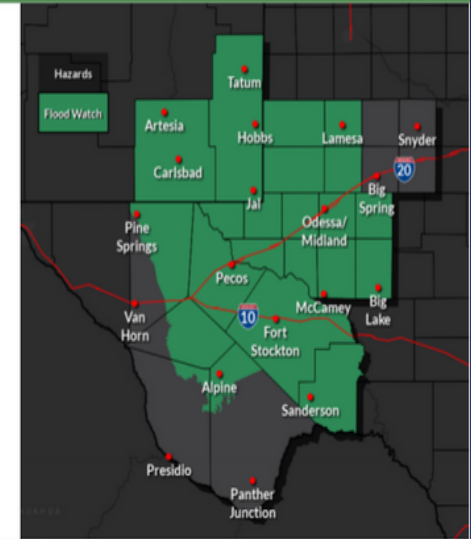 Hazards
Flood Watch
Tatum
Artesia
Hobbs
Lamesa
Snyder
Carlsbad
20
Big
Spring
Jal
Odessa/
Midland
Pine
Springs
Pecos
Van
Horn
10
McCamey
Big
Lake
Fort
Stockton
Alpine
Sanderson
Presidio
Panther
Junction